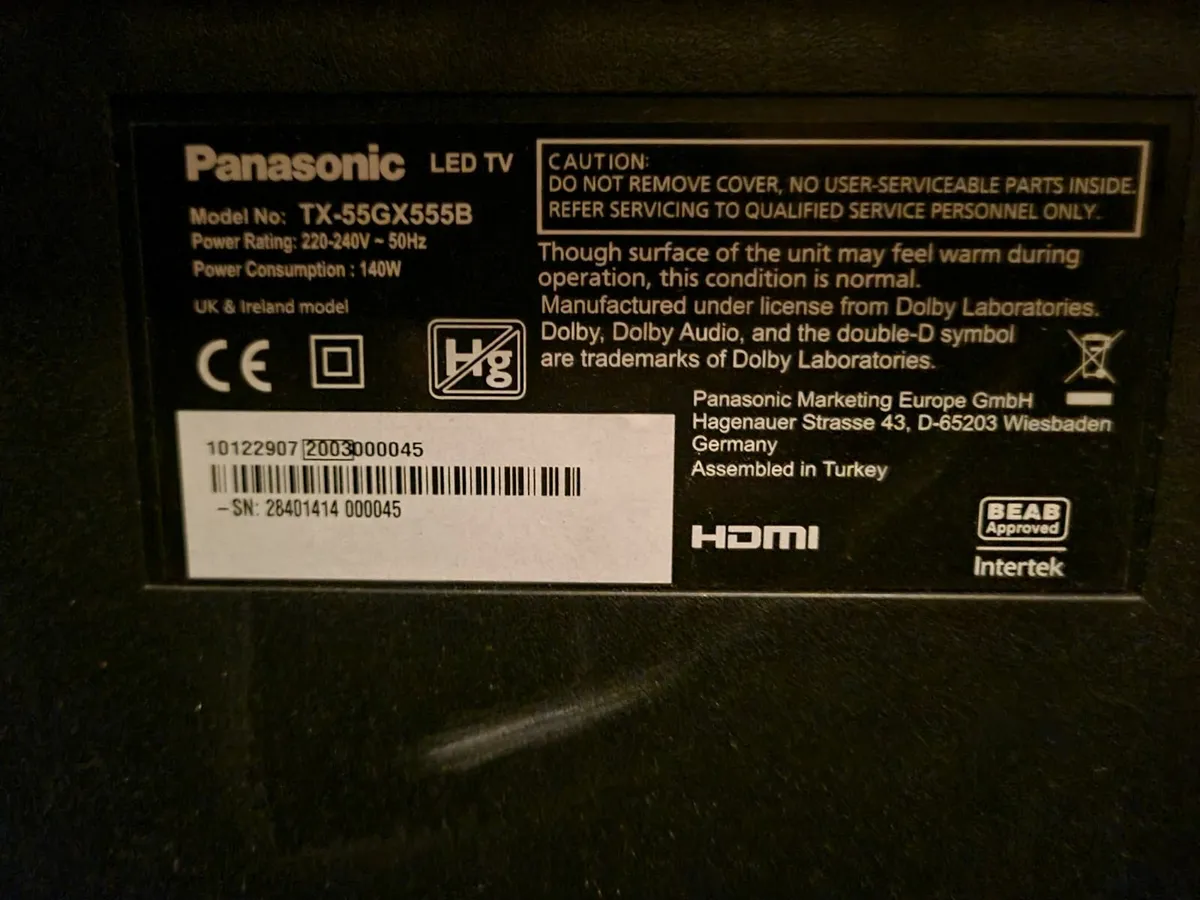 Panasonic LED TV
Model No: TX-55GX555B
Power Rating: 220-240V ~ 50Hz
Power Consumption : 140W
UK & Ireland model
CE
Hg
CAUTION:
DO NOT REMOVE COVER, NO USER-SERVICEABLE PARTS INSIDE.
REFER SERVICING TO QUALIFIED SERVICE PERSONNEL ONLY.
Though surface of the unit may feel warm during
operation, this condition is normal.
Manufactured under license from Dolby Laboratories.
Dolby, Dolby Audio, and the double-D symbol
are trademarks of Dolby Laboratories.
Panasonic Marketing Europe GmbH
Hagenauer Strasse 43, D-65203 Wiesbaden
Germany
Assembled in Turkey
10122907 2003000045
–SN: 28401414 000045
HDMI
BEAB
Approved
Intertek